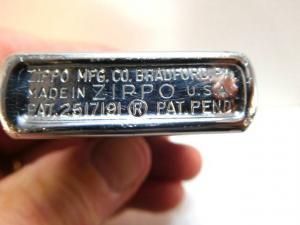 ZIPPO MFG. CO. BRADFORD, PA.
MADE IN ZIPPO U.S.A.
PAT. 2517191 ® PAT. PEND.